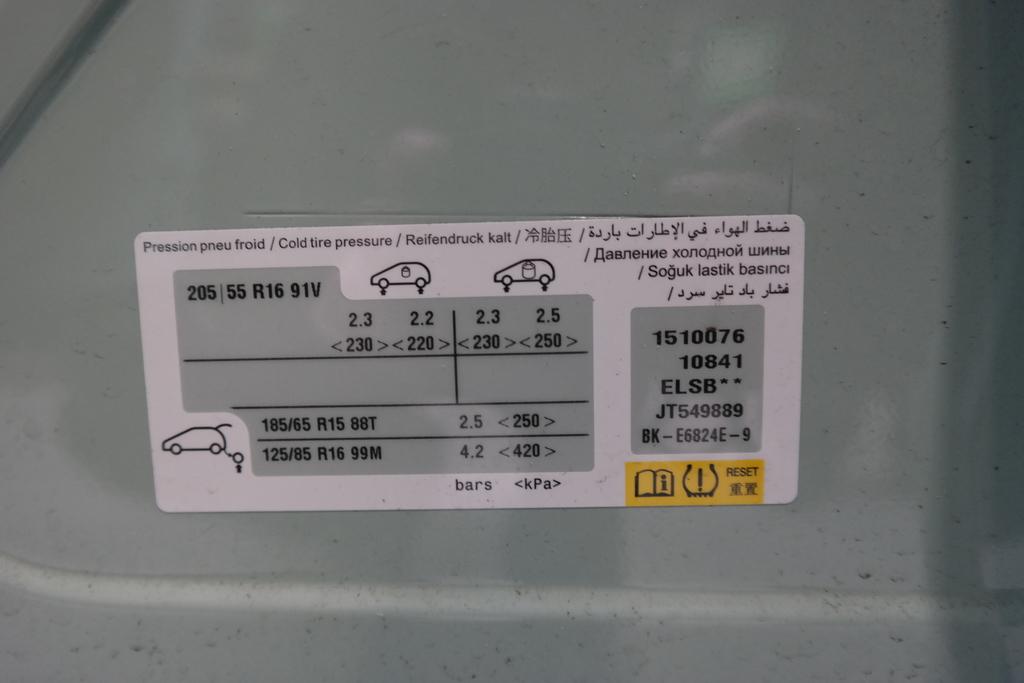 Pression pneu froid / Cold tire pressure / Reifendruck kalt / 冷胎压 / ضغط الهواء في الإطارات باردة
/ Давление холодной шины
/ Soğuk lastik basıncı
/ فشار باد تاير سرد
205|55 R16 91V
2.3 2.2 2.3 2.5
<230> <220> <230> <250>
185/65 R15 88T 2.5 <250>
125/85 R16 99M 4.2 <420>
bars <kPa>
1510076
10841
ELSB**
JT549889
BK-E6824E-9
RESET
重置